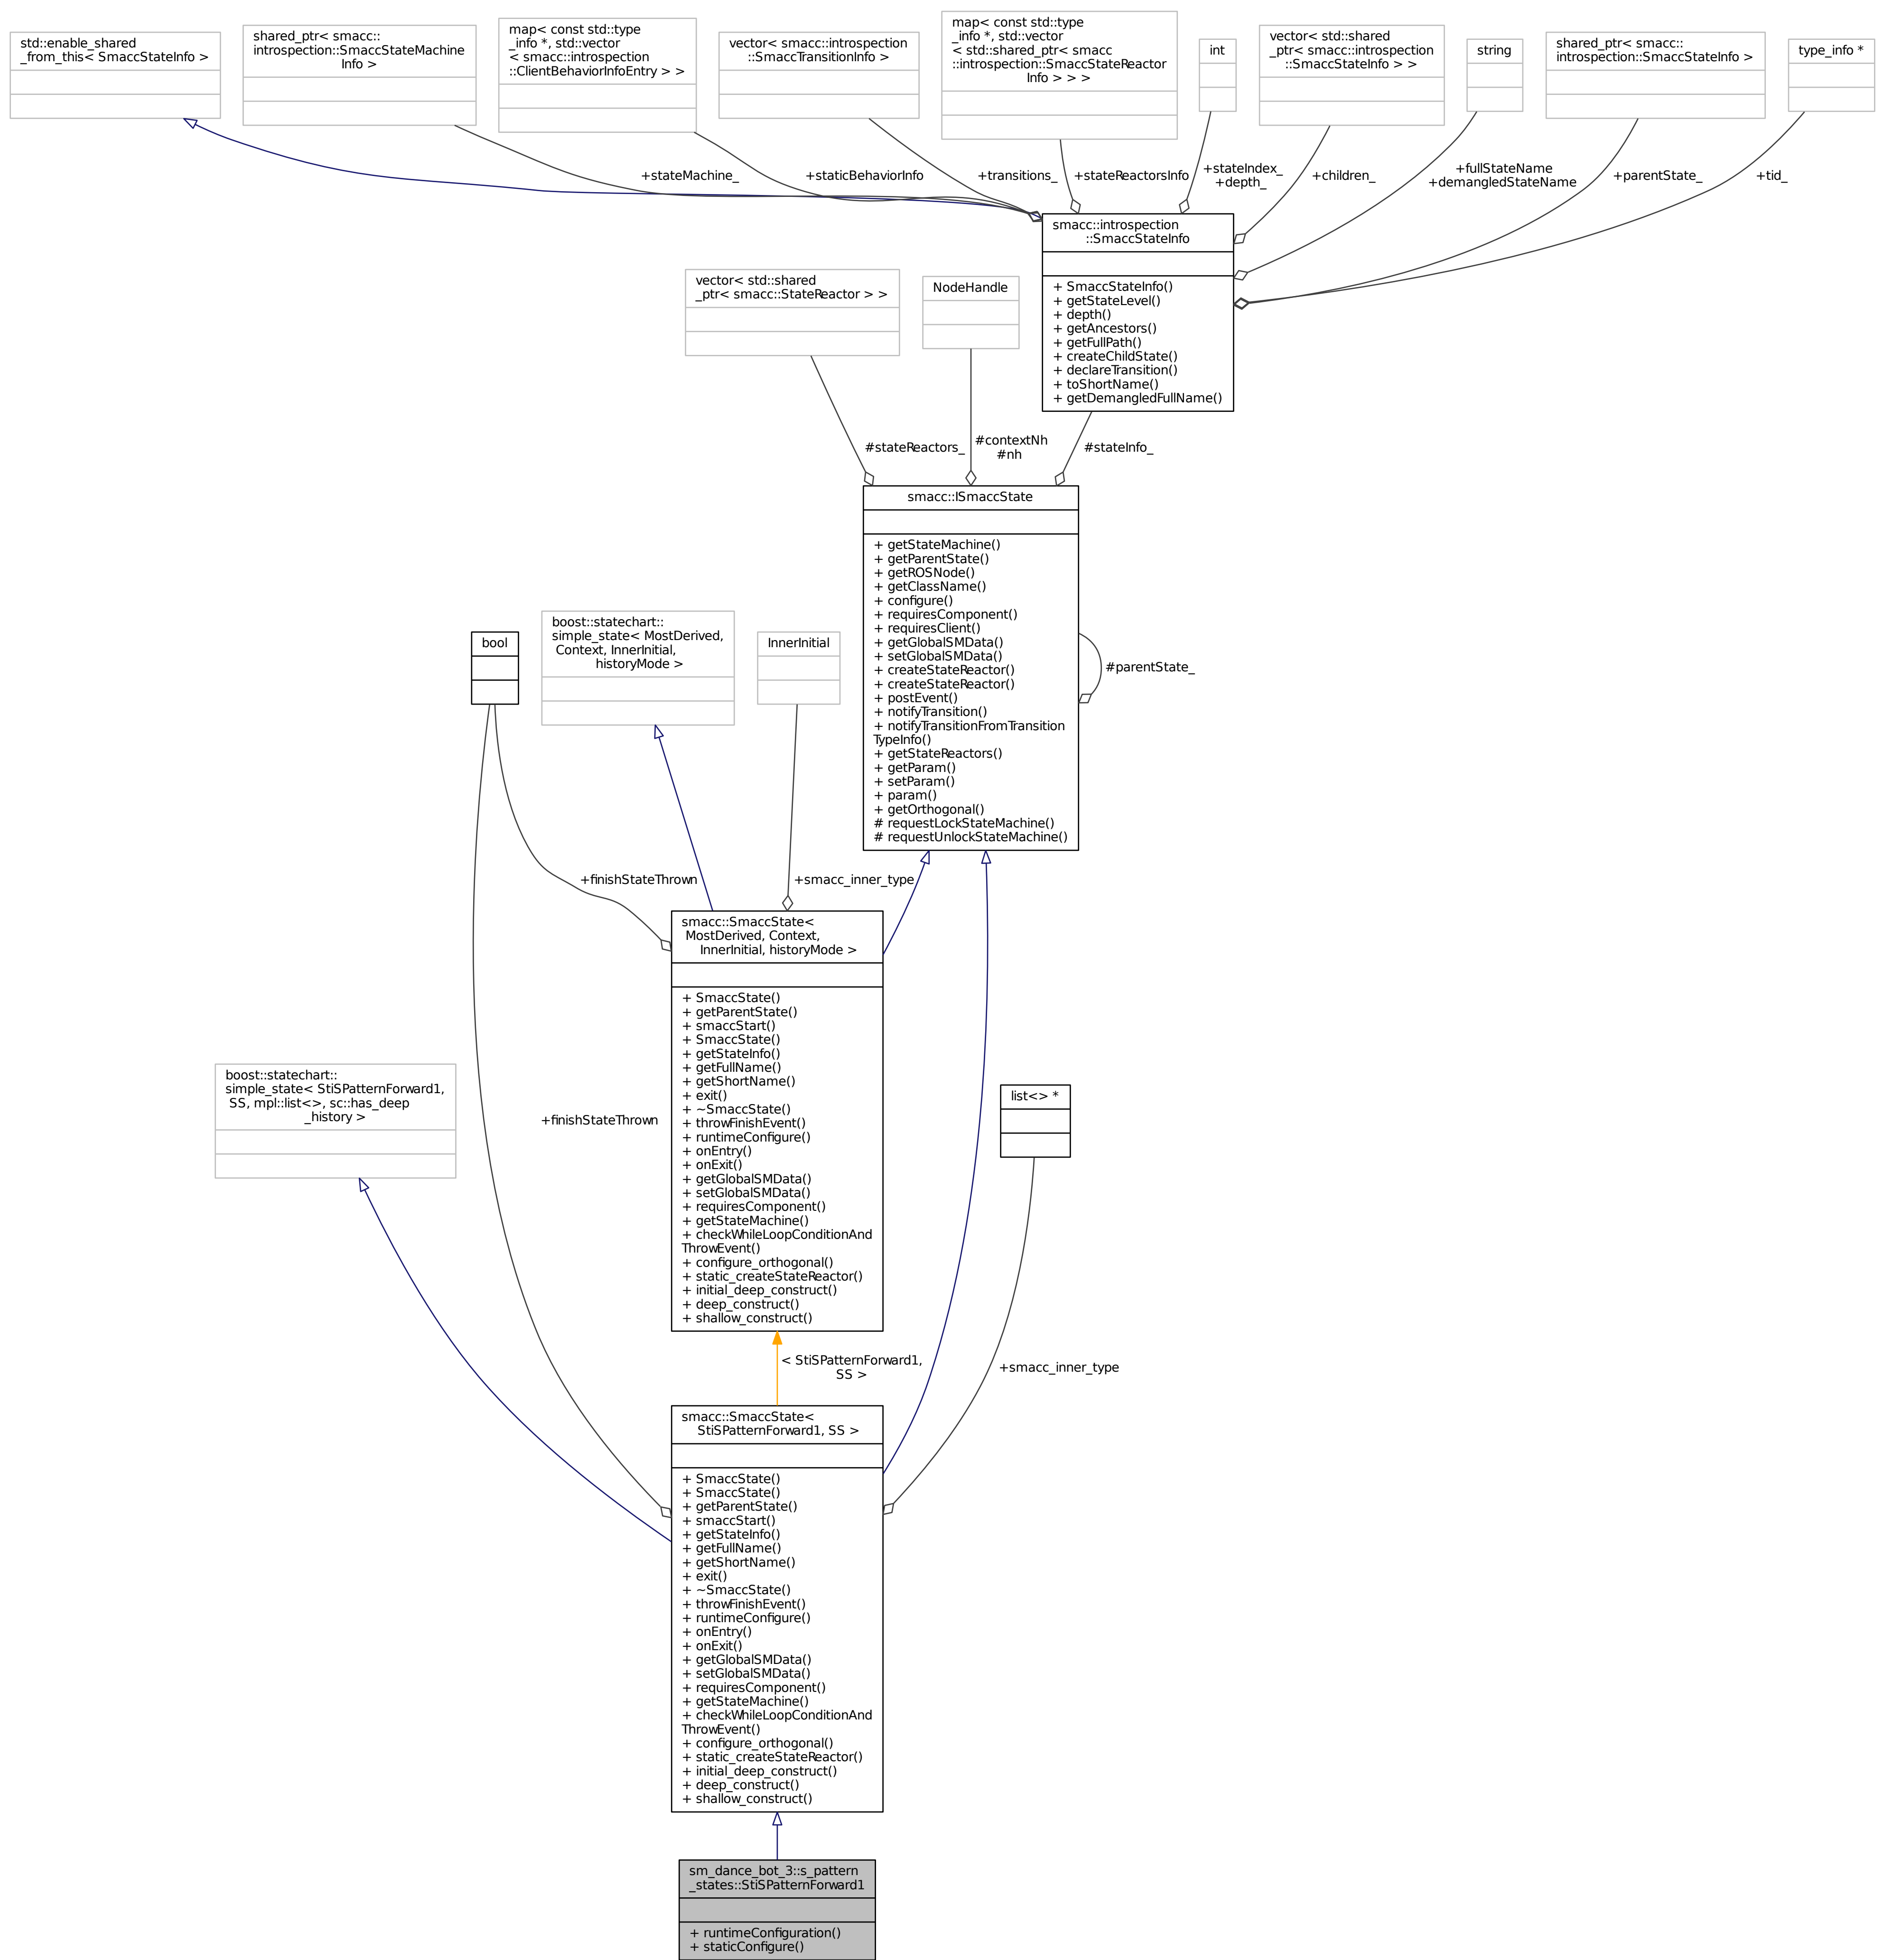 std::enable_shared
_from_this< SmaccStateInfo >
shared_ptr< smacc::
introspection::SmaccStateMachine
Info >
map< const std::type
_info *, std::vector
< smacc::introspection
::ClientBehaviorInfoEntry > >
vector< smacc::introspection
::SmaccTransitionInfo >
map< const std::type
_info *, std::vector
< std::shared_ptr< smacc
::introspection::SmaccStateReactor
Info > > >
int
vector< std::shared
_ptr< smacc::introspection
::SmaccStateInfo > >
string
shared_ptr< smacc::
introspection::SmaccStateInfo >
type_info *
+stateMachine_
+staticBehaviorInfo
+transitions_
+stateReactorsInfo
+stateIndex_
+depth_
+children_
+fullStateName
+demangledStateName
+parentState_
+tid_
smacc::introspection
::SmaccStateInfo
+ SmaccStateInfo()
+ getStateLevel()
+ depth()
+ getAncestors()
+ getFullPath()
+ createChildState()
+ declareTransition()
+ toShortName()
+ getDemangledFullName()
vector< std::shared
_ptr< smacc::StateReactor > >
NodeHandle
#stateReactors_
#contextNh
#nh
#stateInfo_
smacc::ISmaccState
+ getStateMachine()
+ getParentState()
+ getROSNode()
+ getClassName()
+ configure()
+ requiresComponent()
+ requiresClient()
+ getGlobalSMData()
+ setGlobalSMData()
+ createStateReactor()
+ createStateReactor()
+ postEvent()
+ notifyTransition()
+ notifyTransitionFromTransition
TypeInfo()
+ getStateReactors()
+ getParam()
+ setParam()
+ param()
+ getOrthogonal()
# requestLockStateMachine()
# requestUnlockStateMachine()
#parentState_
bool
boost::statechart::
simple_state< MostDerived,
Context, InnerInitial,
historyMode >
InnerInitial
+finishStateThrown
+smacc_inner_type
smacc::SmaccState<
MostDerived, Context,
InnerInitial, historyMode >
+ SmaccState()
+ getParentState()
+ smaccStart()
+ SmaccState()
+ getStateInfo()
+ getFullName()
+ getShortName()
+ exit()
+ ~SmaccState()
+ throwFinishEvent()
+ runtimeConfigure()
+ onEntry()
+ onExit()
+ getGlobalSMData()
+ setGlobalSMData()
+ requiresComponent()
+ getStateMachine()
+ checkWhileLoopConditionAnd
ThrowEvent()
+ configure_orthogonal()
+ static_createStateReactor()
+ initial_deep_construct()
+ deep_construct()
+ shallow_construct()
boost::statechart::
simple_state< StiSPatternForward1,
SS, mpl::list<>, sc::has_deep
_history >
+finishStateThrown
list<> *
< StiSPatternForward1,
SS >
+smacc_inner_type
smacc::SmaccState<
StiSPatternForward1, SS >
+ SmaccState()
+ SmaccState()
+ getParentState()
+ smaccStart()
+ getStateInfo()
+ getFullName()
+ getShortName()
+ exit()
+ ~SmaccState()
+ throwFinishEvent()
+ runtimeConfigure()
+ onEntry()
+ onExit()
+ getGlobalSMData()
+ setGlobalSMData()
+ requiresComponent()
+ getStateMachine()
+ checkWhileLoopConditionAnd
ThrowEvent()
+ configure_orthogonal()
+ static_createStateReactor()
+ initial_deep_construct()
+ deep_construct()
+ shallow_construct()
sm_dance_bot_3::s_pattern
_states::StiSPatternForward1
+ runtimeConfiguration()
+ staticConfigure()